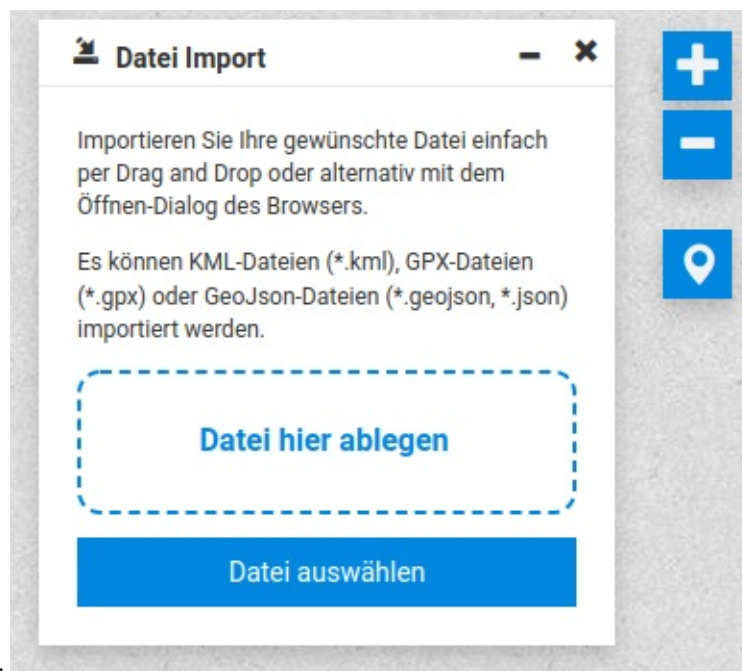 Datei Import
Importieren Sie Ihre gewünschte Datei einfach
per Drag and Drop oder alternativ mit dem
Öffnen-Dialog des Browsers.
Es können KML-Dateien (*.kml), GPX-Dateien
(*.gpx) oder GeoJson-Dateien (*.geojson, *.json)
importiert werden.
Datei hier ablegen
Datei auswählen